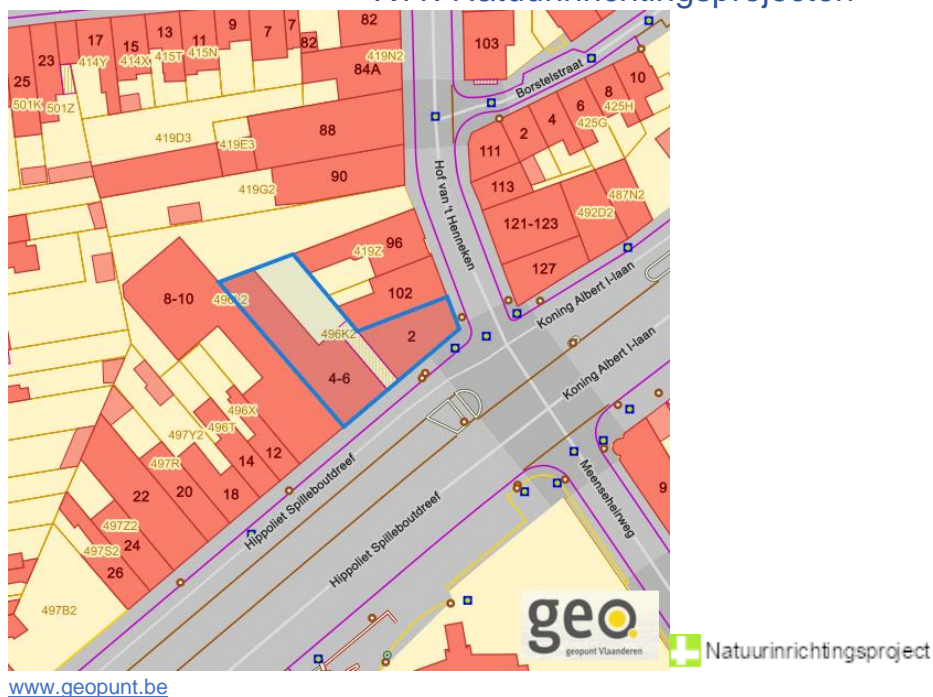 82
9
7
7
17
13
15
11
82
103
23
414Y
414X
415T
415N
419N2
84A
25
501K
501Z
Borstelstraat
10
8
6
425H
4
425G
2
88
419D3
419E3
111
90
419G2
113
487N2
Hof van 't Henneken
492D2
121-123
96
419Z
127
8-10
102
Koning Albert I-laan
496K2
2
4-6
Koning Albert I-laan
496X
496T
497Y2
14
12
497R
Meenseheirweg
9
22
20
18
Hippoliet Spilleboutdreef
497Z2
24
497S2
26
Hippoliet Spilleboutdreef
497B2
geo.
geopunt Vlaanderen
Natuurinrichtingsproject
www.geopunt.be